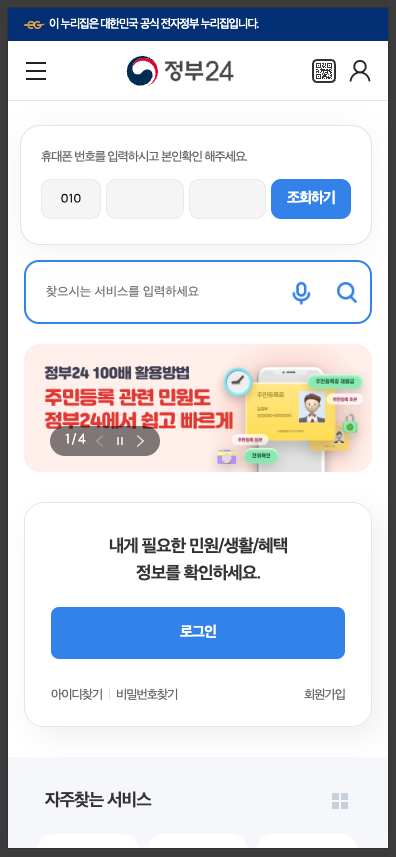 이 누리집은 대한민국 공식 전자정부 누리집입니다.
정부24
휴대폰 번호를 입력하시고 본인확인 해주세요.
010
조회하기
찾으시는 서비스를 입력하세요
정부24 100배 활용방법
주민등록 관련 민원도
정부24에서 쉽고 빠르게
주민등록증 재발급
주민등록증
주민등록 초본
주민등록 등본
전입확인
1/4
내게 필요한 민원/생활/혜택
정보를 확인하세요.
로그인
아이디찾기
비밀번호찾기
회원가입
자주찾는 서비스